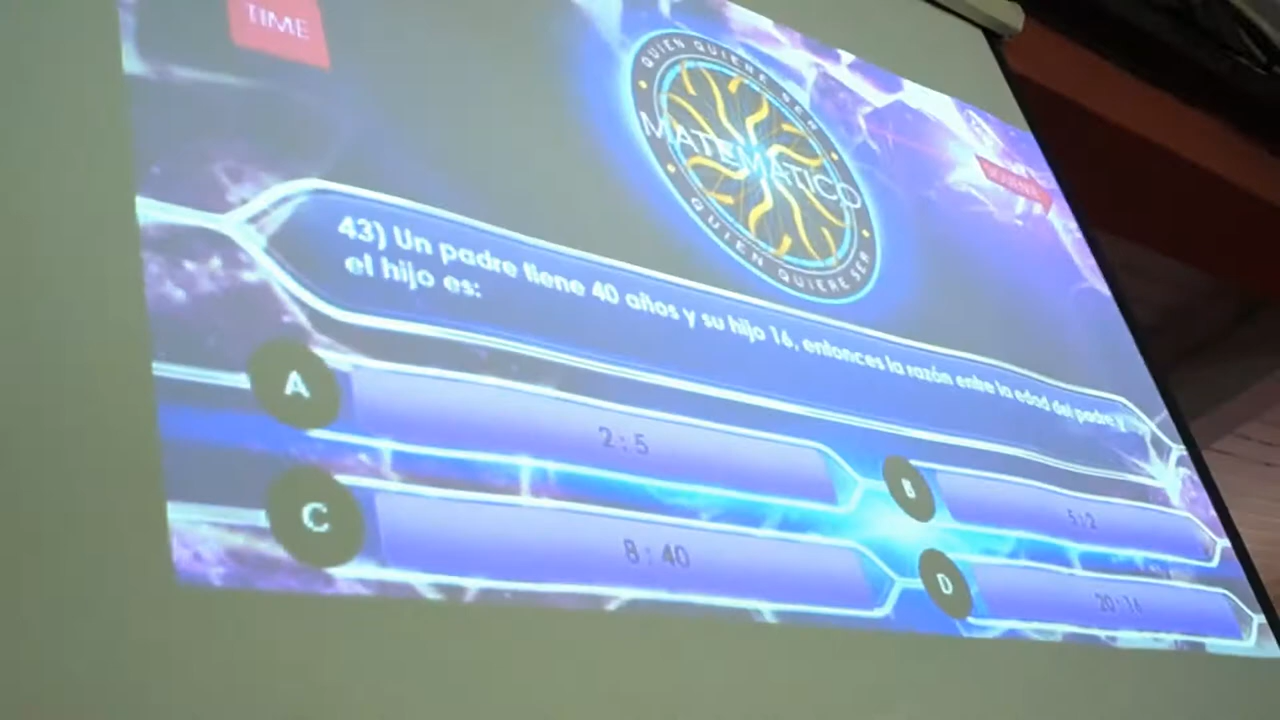 TIME
QUIEN QUIERE SER
MATEMATICO
QUIEN QUIERE SER
43) Un padre tiene 40 años y su hijo 16, entonces la razón entre la edad del padre y
el hijo es:
A
2 : 5
B
5 : 2
C
8 : 40
D
20 : 16